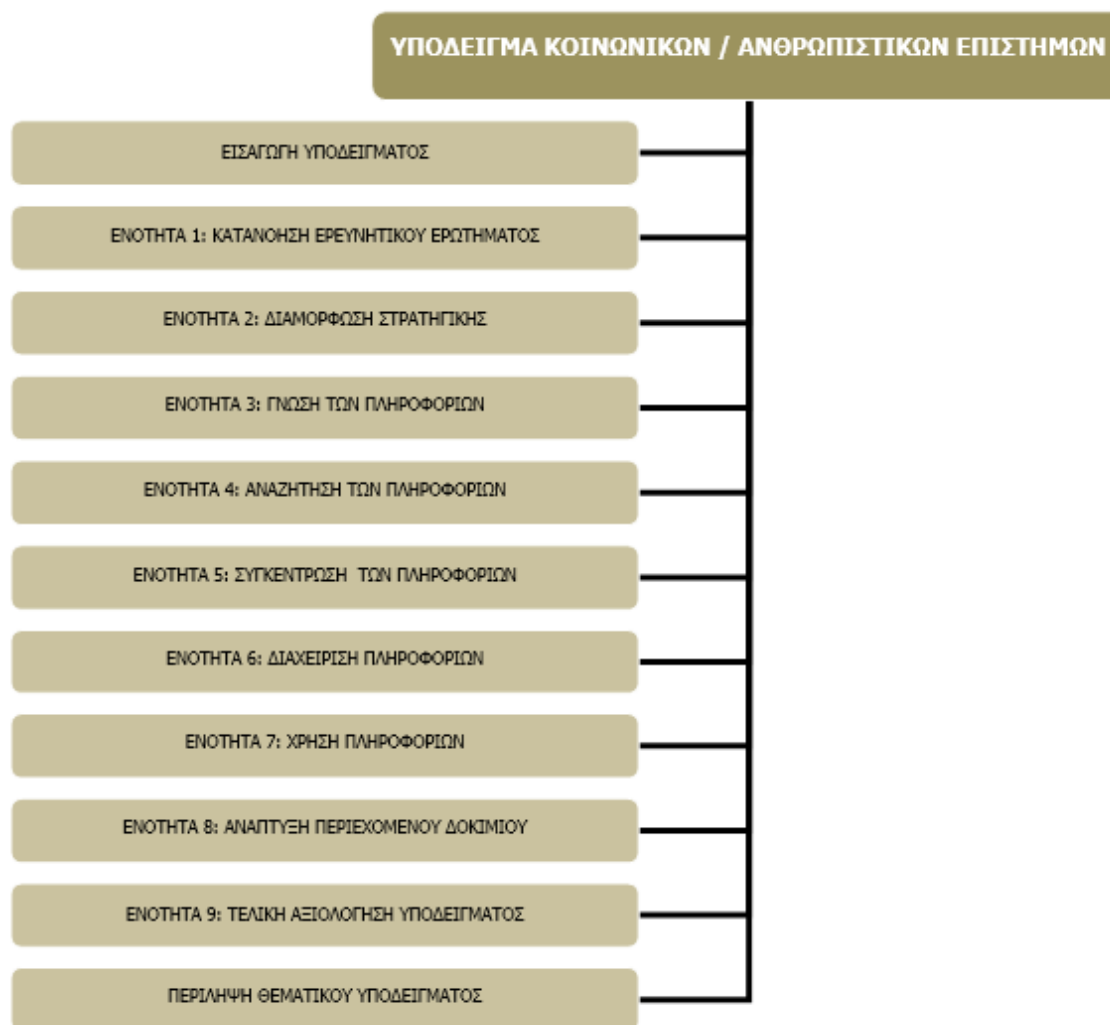 ΥΠΟΔΕΙΓΜΑ ΚΟΙΝΩΝΙΚΩΝ / ΑΝΘΡΩΠΙΣΤΙΚΩΝ ΕΠΙΣΤΗΜΩΝ
ΕΙΣΑΓΩΓΗ ΥΠΟΔΕΙΓΜΑΤΟΣ
ΕΝΟΤΗΤΑ 1: ΚΑΤΑΝΟΗΣΗ ΕΡΕΥΝΗΤΙΚΟΥ ΕΡΩΤΗΜΑΤΟΣ
ΕΝΟΤΗΤΑ 2: ΔΙΑΜΟΡΦΩΣΗ ΣΤΡΑΤΗΓΙΚΗΣ
ΕΝΟΤΗΤΑ 3: ΓΝΩΣΗ ΤΩΝ ΠΛΗΡΟΦΟΡΙΩΝ
ΕΝΟΤΗΤΑ 4: ΑΝΑΖΗΤΗΣΗ ΤΩΝ ΠΛΗΡΟΦΟΡΙΩΝ
ΕΝΟΤΗΤΑ 5: ΣΥΓΚΕΝΤΡΩΣΗ ΤΩΝ ΠΛΗΡΟΦΟΡΙΩΝ
ΕΝΟΤΗΤΑ 6: ΔΙΑΧΕΙΡΙΣΗ ΠΛΗΡΟΦΟΡΙΩΝ
ΕΝΟΤΗΤΑ 7: ΧΡΗΣΗ ΠΛΗΡΟΦΟΡΙΩΝ
ΕΝΟΤΗΤΑ 8: ΑΝΑΠΤΥΞΗ ΠΕΡΙΕΧΟΜΕΝΟΥ ΔΟΚΙΜΙΟΥ
ΕΝΟΤΗΤΑ 9: ΤΕΛΙΚΗ ΑΞΙΟΛΟΓΗΣΗ ΥΠΟΔΕΙΓΜΑΤΟΣ
ΠΕΡΙΛΗΨΗ ΘΕΜΑΤΙΚΟΥ ΥΠΟΔΕΙΓΜΑΤΟΣ